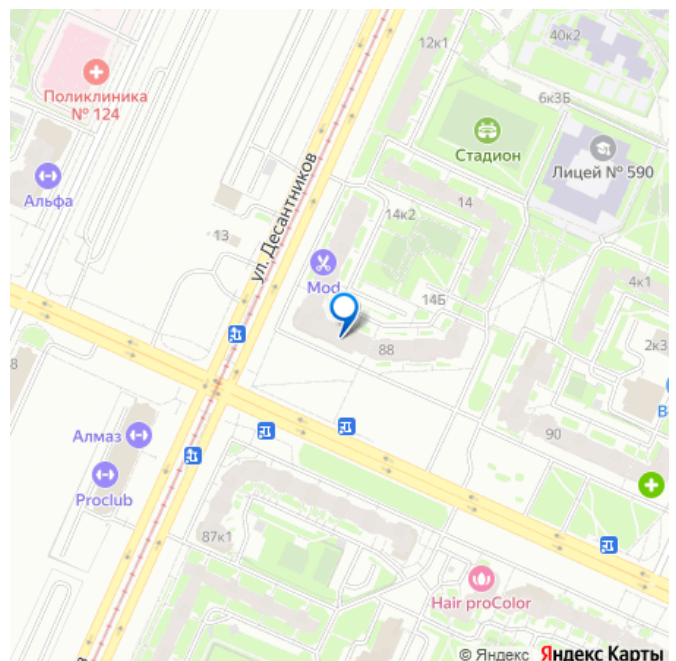 12к1
40к2
Поликлиника
№ 124
6к3Б
Стадион
Лицей № 590
Альфа
ул. Десантников
14к2
14
13
Mod
14Б
4к1
2к3
88
8
В
Алмаз
90
Proclub
87к1
Hair proColor
в
© Яндекс Яндекс Карты